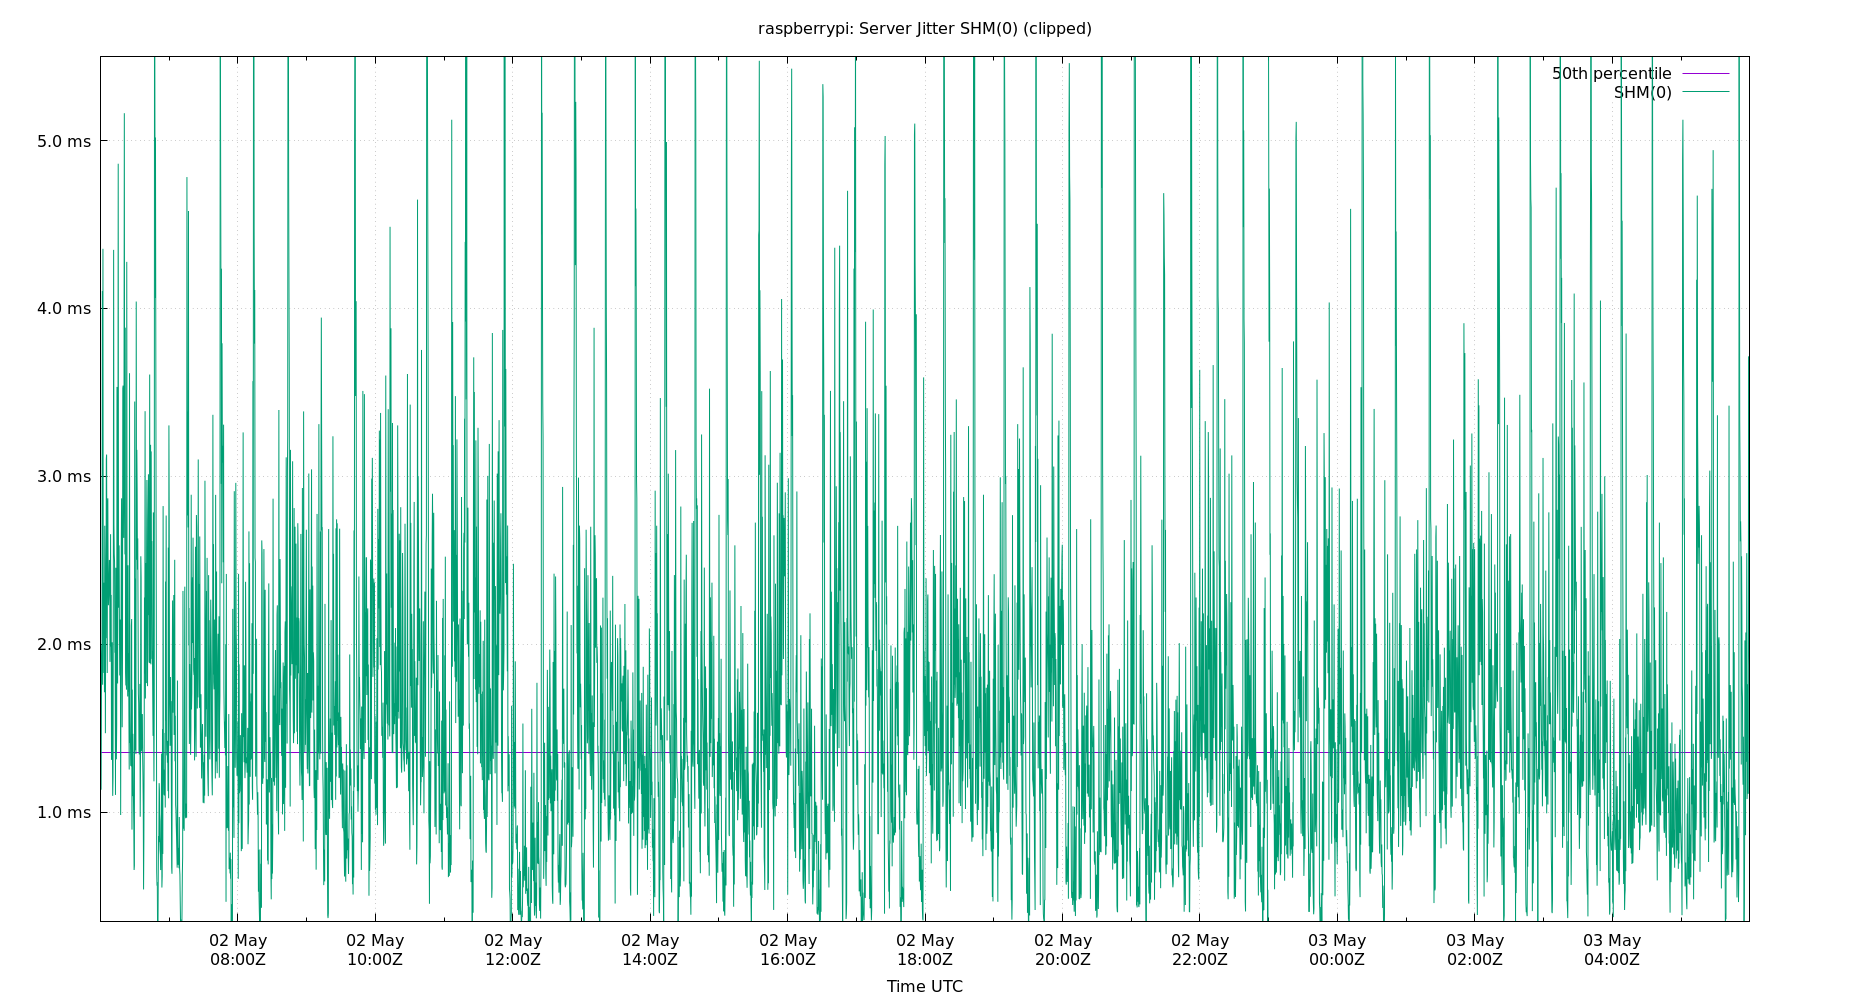 raspberrypi: Server Jitter SHM(0) (clipped)
50th percentile
SHM(0)
5.0 ms
4.0 ms
3.0 ms
2.0 ms
1.0 ms
02 May 02 May 02 May 02 May 02 May 02 May 02 May 02 May 03 May 03 May 03 May
08:00Z 10:00Z 12:00Z 14:00Z 16:00Z 18:00Z 20:00Z 22:00Z 00:00Z 02:00Z 04:00Z
Time UTC